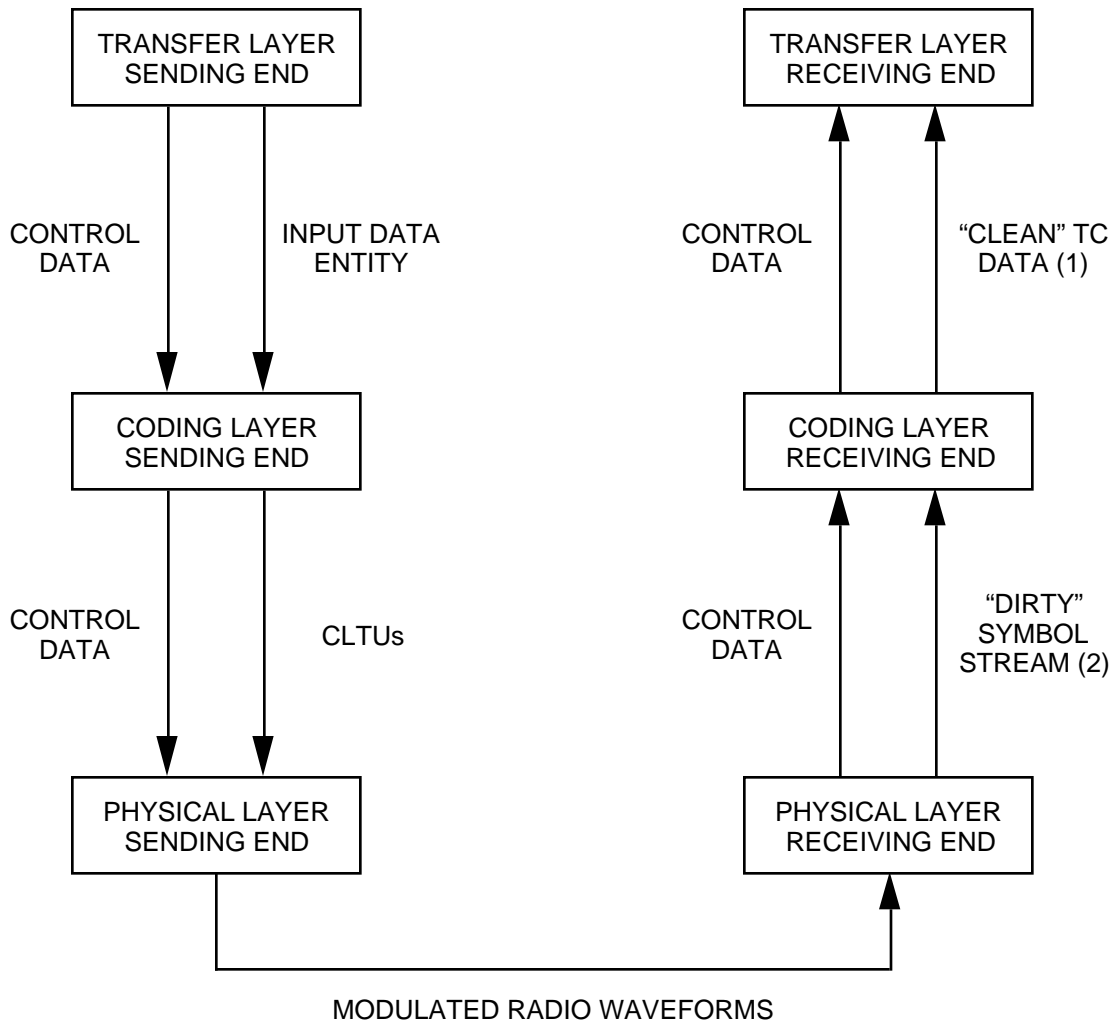 TRANSFER LAYER
SENDING END
TRANSFER LAYER
RECEIVING END
CONTROL
DATA
INPUT DATA
ENTITY
CONTROL
DATA
“CLEAN” TC
DATA (1)
CODING LAYER
SENDING END
CODING LAYER
RECEIVING END
CONTROL
DATA
CLTUs
CONTROL
DATA
“DIRTY”
SYMBOL
STREAM (2)
PHYSICAL LAYER
SENDING END
PHYSICAL LAYER
RECEIVING END
MODULATED RADIO WAVEFORMS